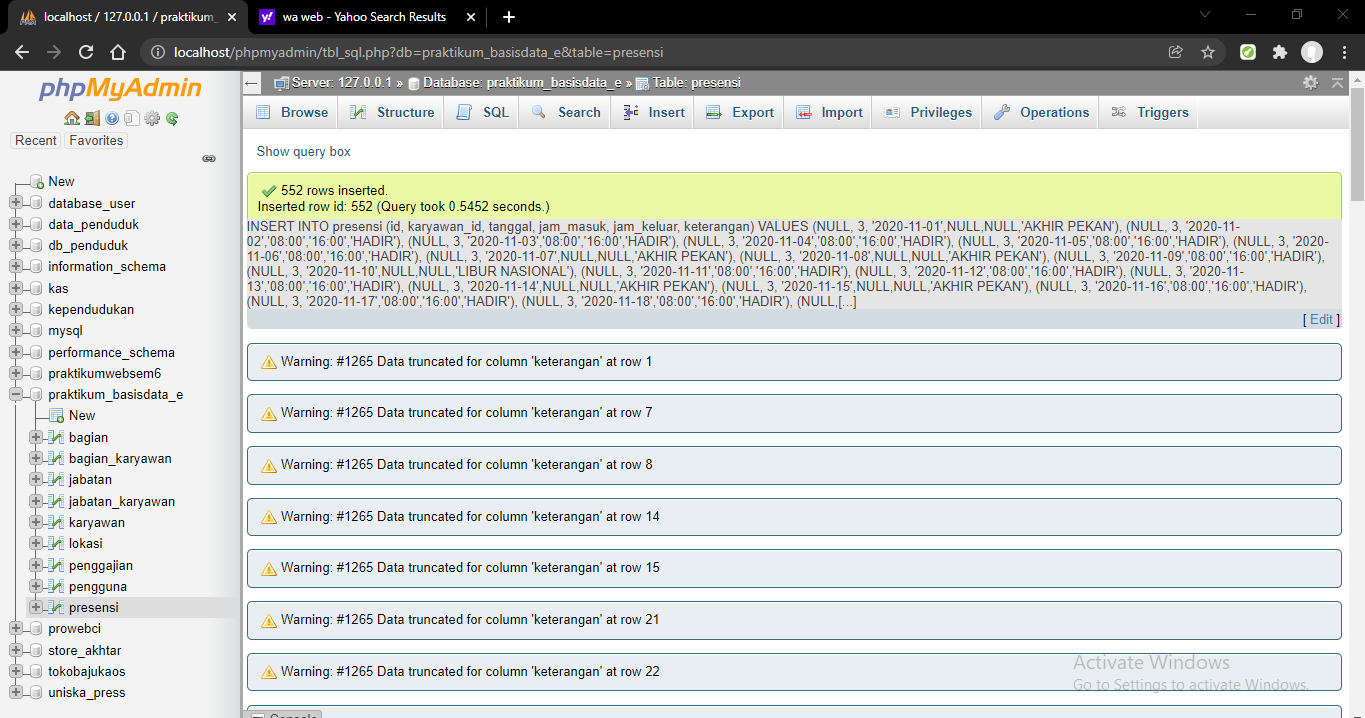 localhost / 127.0.0.1 / praktikum_
wa web - Yahoo Search Results
localhost/phpmyadmin/tbl_sql.php?db=praktikum_basisdata_e&table=presensi
phpMyAdmin
Recent
Favorites
New
database_user
data_penduduk
db_penduduk
information_schema
kas
kependudukan
mysql
performance_schema
praktikumwebsem6
praktikum_basisdata_e
New
bagian
bagian_karyawan
jabatan
jabatan_karyawan
karyawan
lokasi
penggajian
pengguna
presensi
prowebci
store_akhtar
tokobajukaos
uniska_press
Server: 127.0.0.1 » Database: praktikum_basisdata_e » Table: presensi
Browse Structure SQL Search Insert Export Import Privileges Operations Triggers
Show query box
552 rows inserted.
Inserted row id: 552 (Query took 0.5452 seconds.)
INSERT INTO presensi (id, karyawan_id, tanggal, jam_masuk, jam_keluar, keterangan) VALUES (NULL, 3, '2020-11-01',NULL,NULL,'AKHIR PEKAN'), (NULL, 3, '2020-11-
02','08:00','16:00','HADIR'), (NULL, 3, '2020-11-03','08:00','16:00','HADIR'), (NULL, 3, '2020-11-04','08:00','16:00','HADIR'), (NULL, 3, '2020-11-05','08:00','16:00','HADIR'), (NULL, 3, '2020-
11-06','08:00','16:00','HADIR'), (NULL, 3, '2020-11-07',NULL,NULL,'AKHIR PEKAN'), (NULL, 3, '2020-11-08',NULL,NULL,'AKHIR PEKAN'), (NULL, 3, '2020-11-09','08:00','16:00','HADIR'),
(NULL, 3, '2020-11-10',NULL,NULL,'LIBUR NASIONAL'), (NULL, 3, '2020-11-11','08:00','16:00','HADIR'), (NULL, 3, '2020-11-12','08:00','16:00','HADIR'), (NULL, 3, '2020-11-
13','08:00','16:00','HADIR'), (NULL, 3, '2020-11-14',NULL,NULL,'AKHIR PEKAN'), (NULL, 3, '2020-11-15',NULL,NULL,'AKHIR PEKAN'), (NULL, 3, '2020-11-16','08:00','16:00','HADIR'),
(NULL, 3, '2020-11-17','08:00','16:00','HADIR'), (NULL, 3, '2020-11-18','08:00','16:00','HADIR'), (NULL,[...]
[ Edit ]
Warning: #1265 Data truncated for column 'keterangan' at row 1
Warning: #1265 Data truncated for column 'keterangan' at row 7
Warning: #1265 Data truncated for column 'keterangan' at row 8
Warning: #1265 Data truncated for column 'keterangan' at row 14
Warning: #1265 Data truncated for column 'keterangan' at row 15
Warning: #1265 Data truncated for column 'keterangan' at row 21
Warning: #1265 Data truncated for column 'keterangan' at row 22
Activate Windows
Go to Settings to activate Windows.
Console